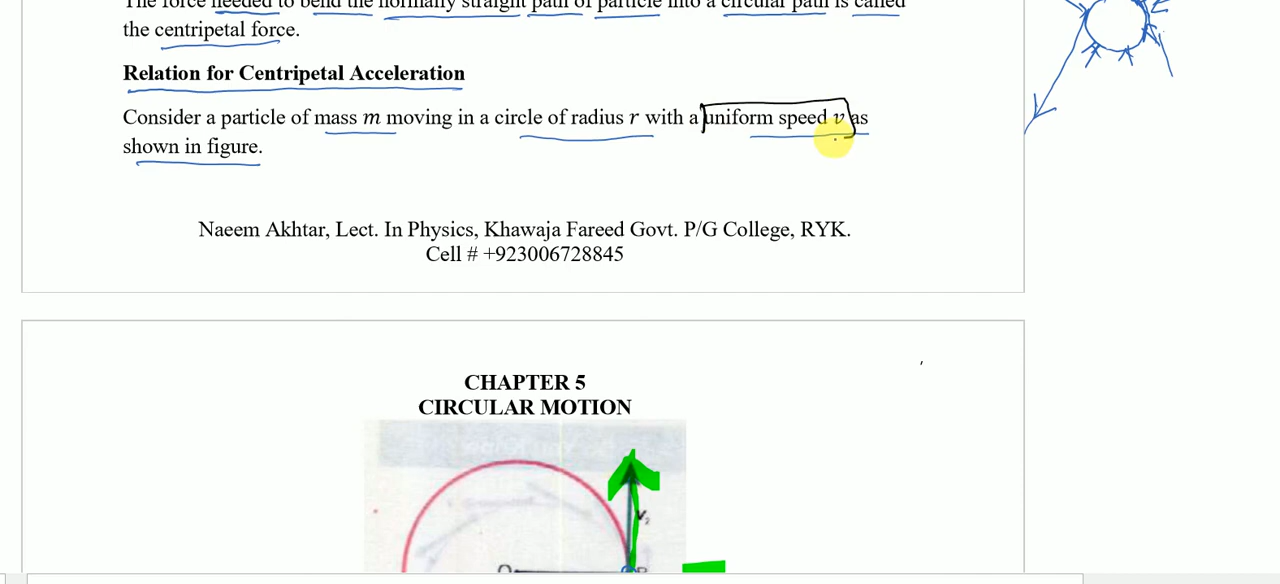 The force needed to bend the normally straight path of particle into a circular path is called
the centripetal force.
Relation for Centripetal Acceleration
Consider a particle of mass m moving in a circle of radius r with a uniform speed v as
shown in figure.
Naeem Akhtar, Lect. In Physics, Khawaja Fareed Govt. P/G College, RYK.
Cell # +923006728845
CHAPTER 5
CIRCULAR MOTION
V₂